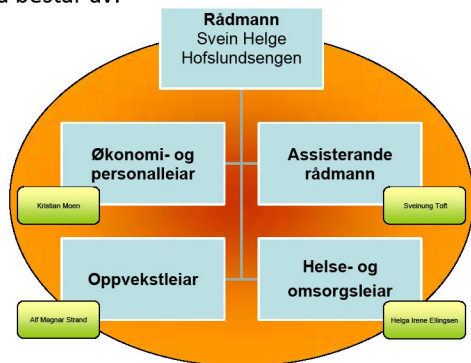 består av:
Rådmann
Svein Helge
Hofslundsengen
Økonomi- og
personalleiar
Assisterande
rådmann
Kristian Moen
Sveinung Toft
Oppvekstleiar
Helse- og
omsorgsleiar
Alf Magnar Strand
Helga Irene Ellingsen